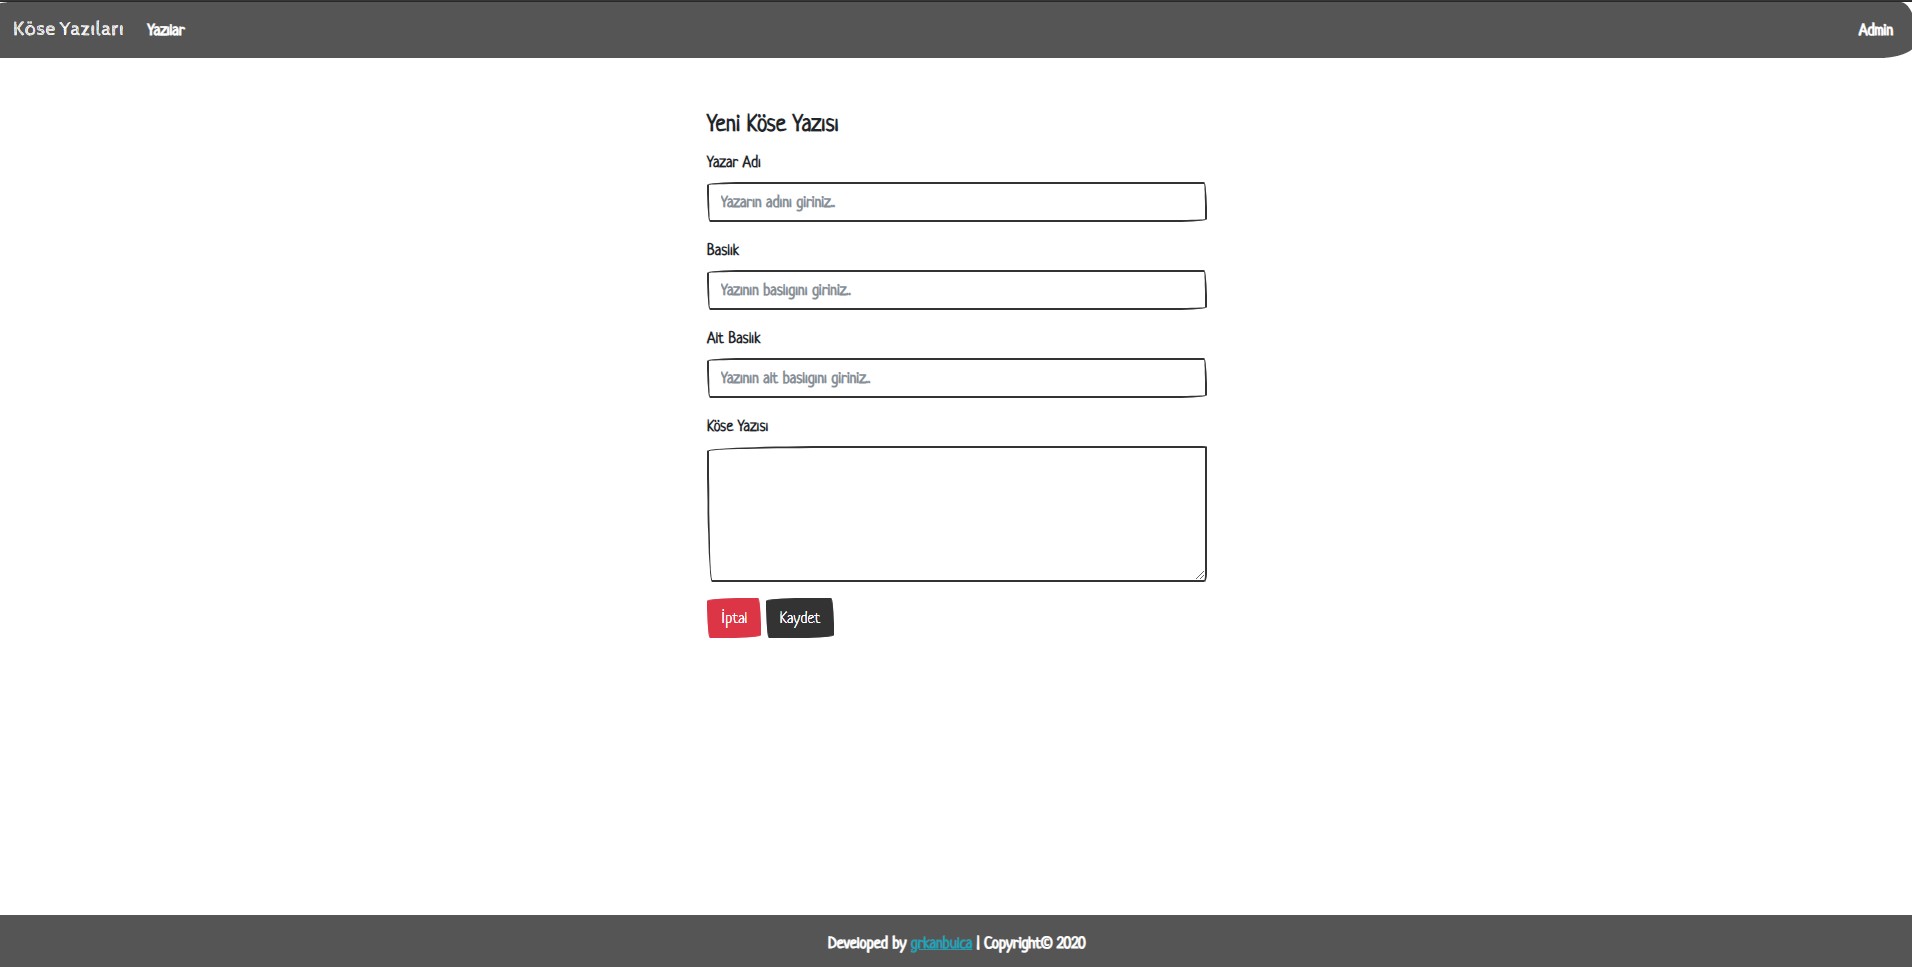 Köse Yazıları Yazılar Admin
Yeni Köse Yazısı
Yazar Adı
Yazarın adını giriniz..
Baslık
Yazının baslıgını giriniz..
Alt Baslık
Yazının alt baslıgını giriniz..
Köse Yazısı
İptal Kaydet
Developed by grkanbulca | Copyright© 2020